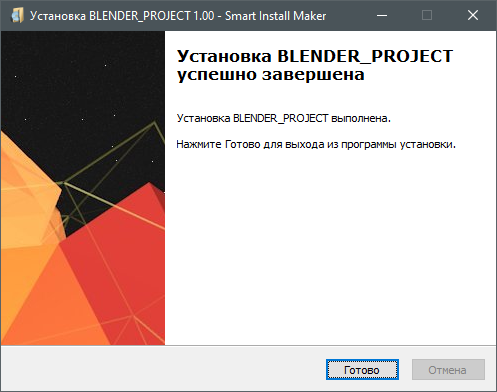 Установка BLENDER_PROJECT 1.00 - Smart Install Maker
Установка BLENDER_PROJECT
успешно завершена
Установка BLENDER_PROJECT выполнена.
Нажмите Готово для выхода из программы установки.
Готово
Отмена